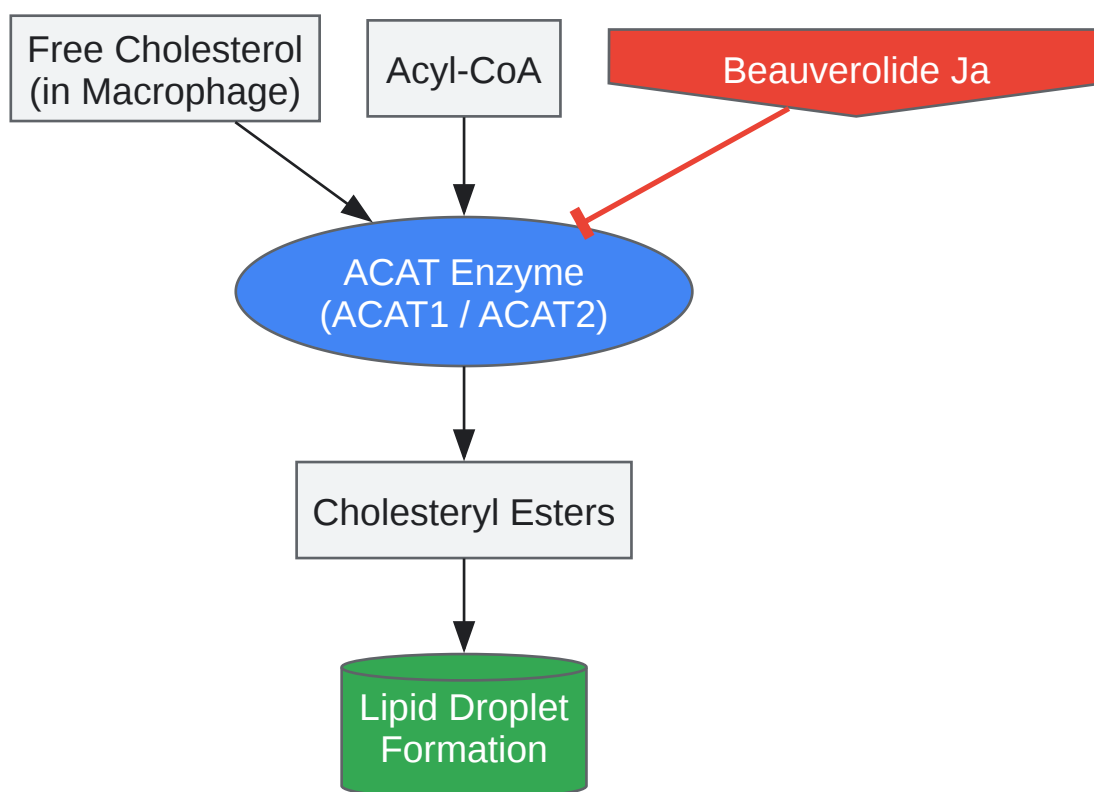 Free Cholesterol
(in Macrophage)
Acyl-CoA
Beauverolide Ja
ACAT Enzyme
(ACAT1 / ACAT2)
Cholesteryl Esters
Lipid Droplet
Formation